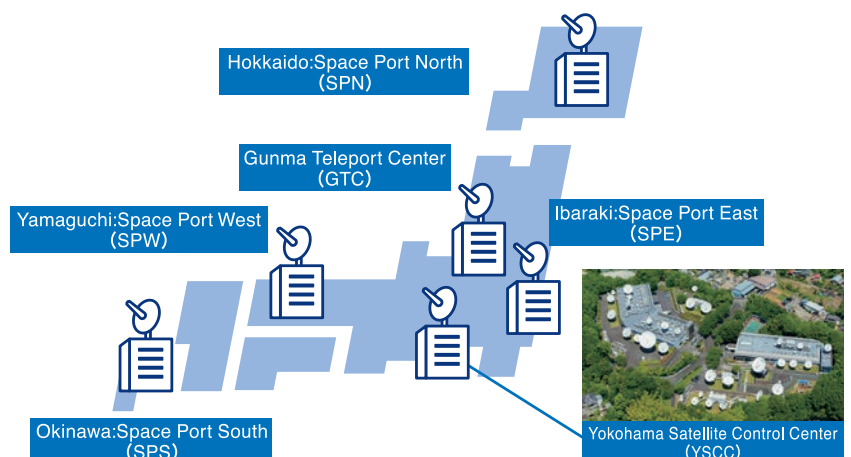 Hokkaido:Space Port North
(SPN)
Gunma Teleport Center
(GTC)
Yamaguchi:Space Port West
(SPW)
Ibaraki:Space Port East
(SPE)
Okinawa:Space Port South
(SPS)
Yokohama Satellite Control Center
(YSCC)